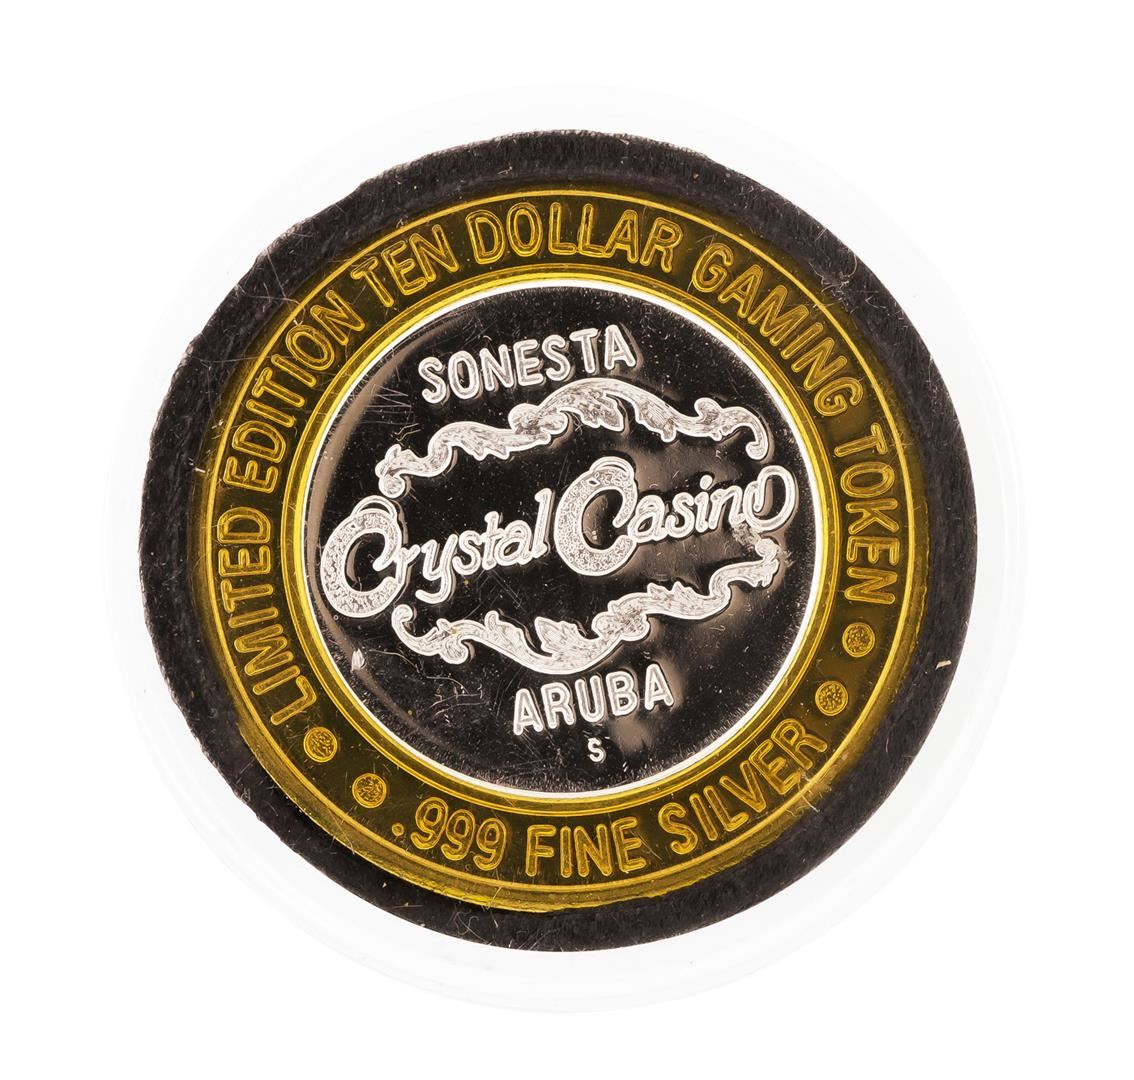 LIMITED EDITION TEN DOLLAR GAMING TOKEN
SONESTA
Crystal Casino
ARUBA
S
.999 FINE SILVER